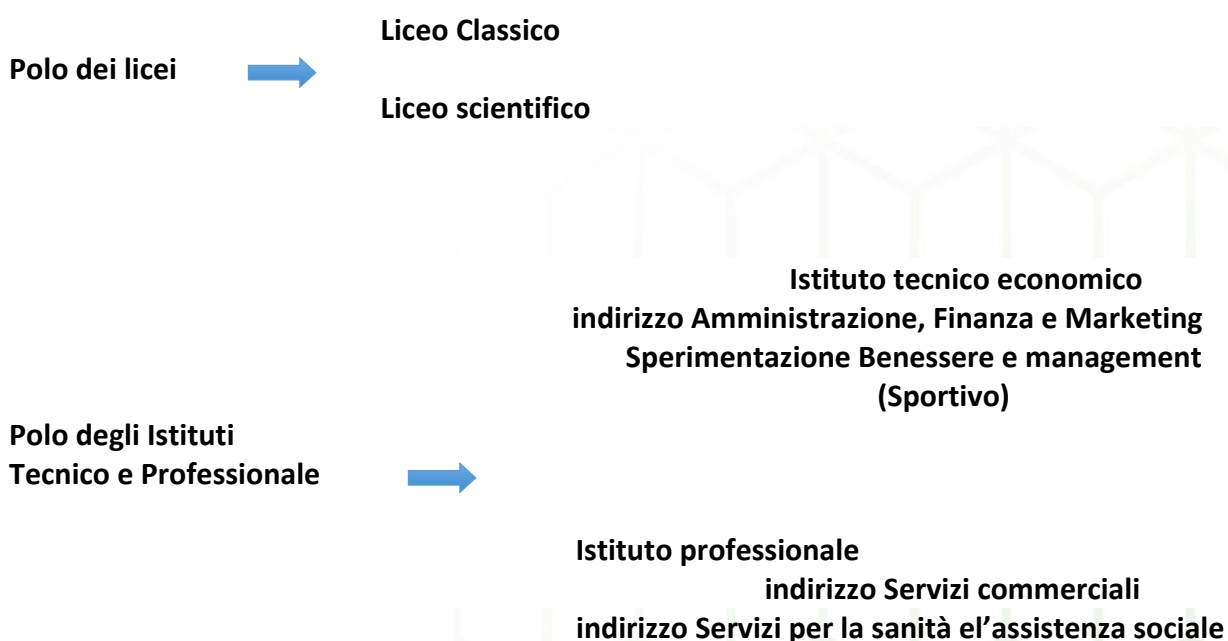 Liceo Classico
Polo dei licei
Liceo scientifico
Istituto tecnico economico
indirizzo Amministrazione, Finanza e Marketing
Sperimentazione Benessere e management
(Sportivo)
Polo degli Istituti
Tecnico e Professionale
Istituto professionale
indirizzo Servizi commerciali
indirizzo Servizi per la sanità el’assistenza sociale